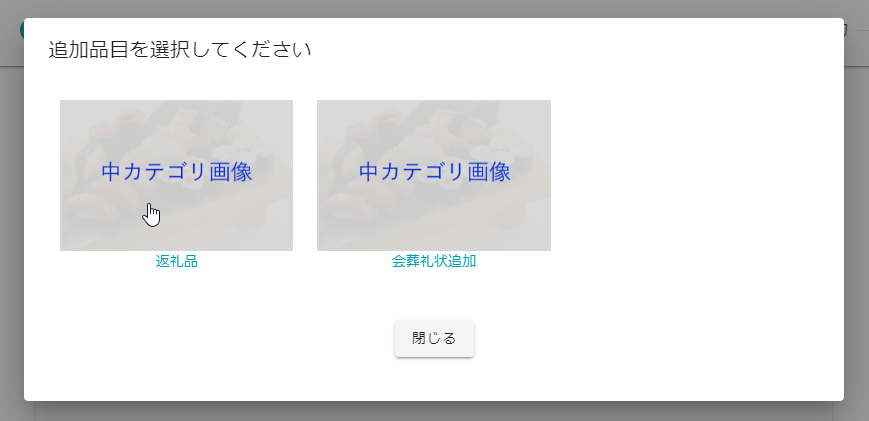 追加品目を選択してください
中カテゴリ画像
中カテゴリ画像
返礼品
会葬礼状追加
閉じる